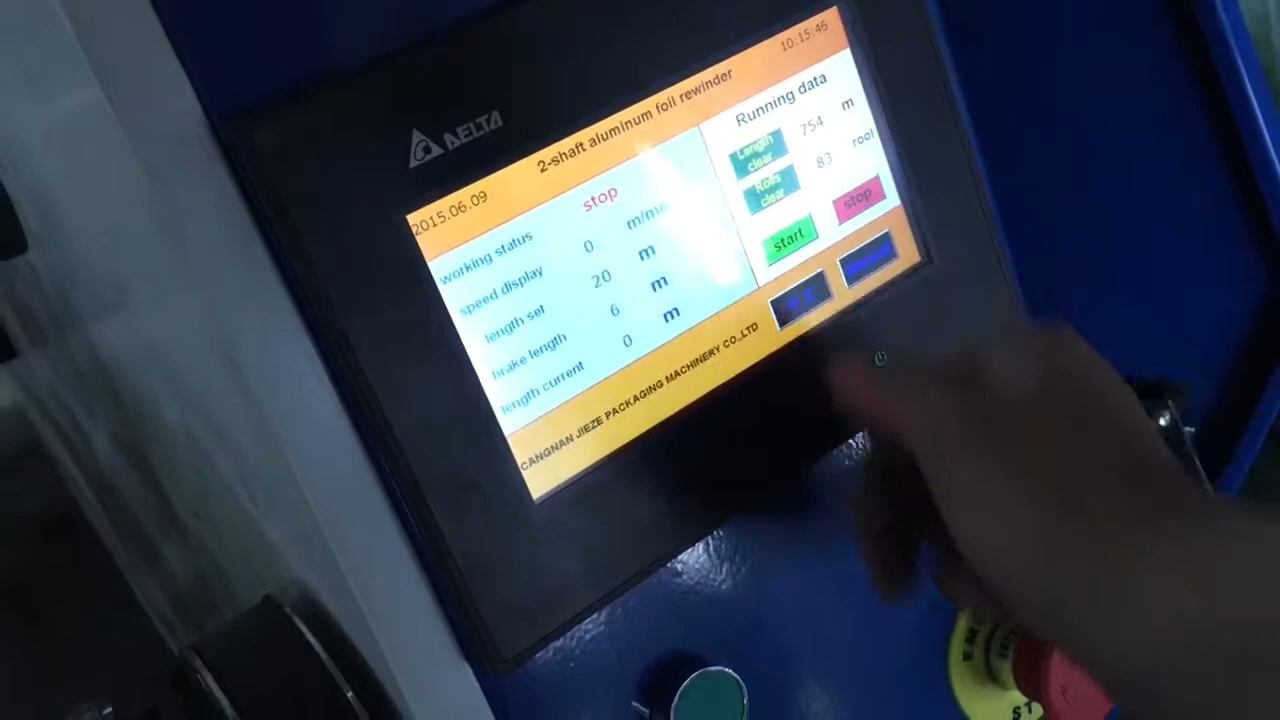 DELTA
2015.06.09
2-shaft aluminum foil rewinder
10:15:46
working status
stop
speed display
0
length set
20 m
brake length
6 m
length current
0 m
Running data
Length clear
754 m
Rolls clear
83 rool
start
stop
CANGNAN JIEZE PACKAGING MACHINERY CO.,LTD